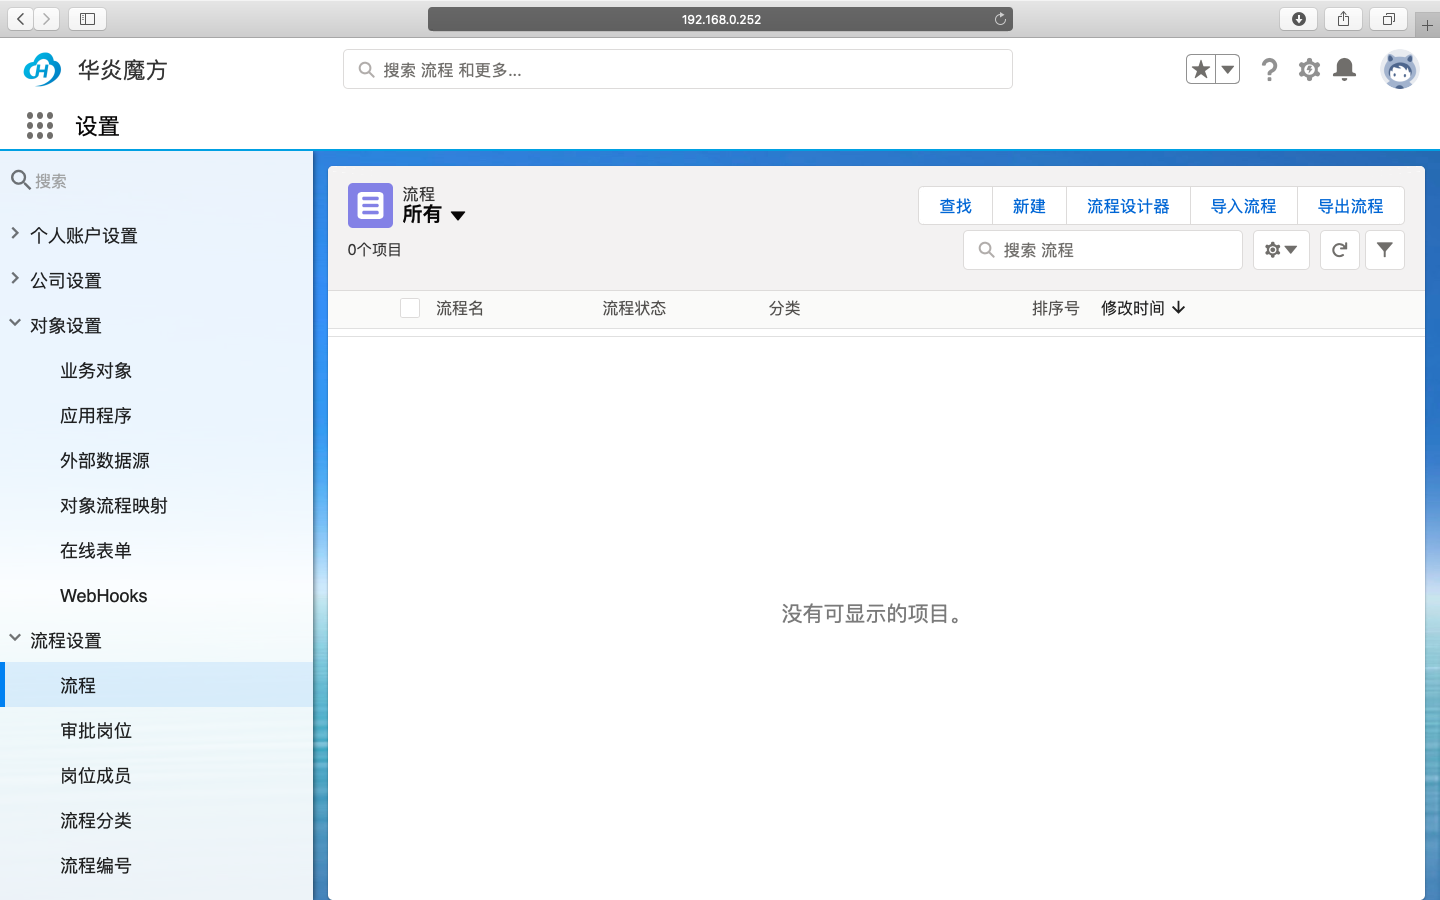 192.168.0.252
华炎魔方
搜索 流程 和更多...
设置
搜索
个人账户设置
公司设置
对象设置
业务对象
应用程序
外部数据源
对象流程映射
在线表单
WebHooks
流程设置
流程
审批岗位
岗位成员
流程分类
流程编号
流程
所有
0个项目
查找 新建 流程设计器 导入流程 导出流程
搜索 流程
流程名 流程状态 分类 排序号 修改时间
没有可显示的项目。